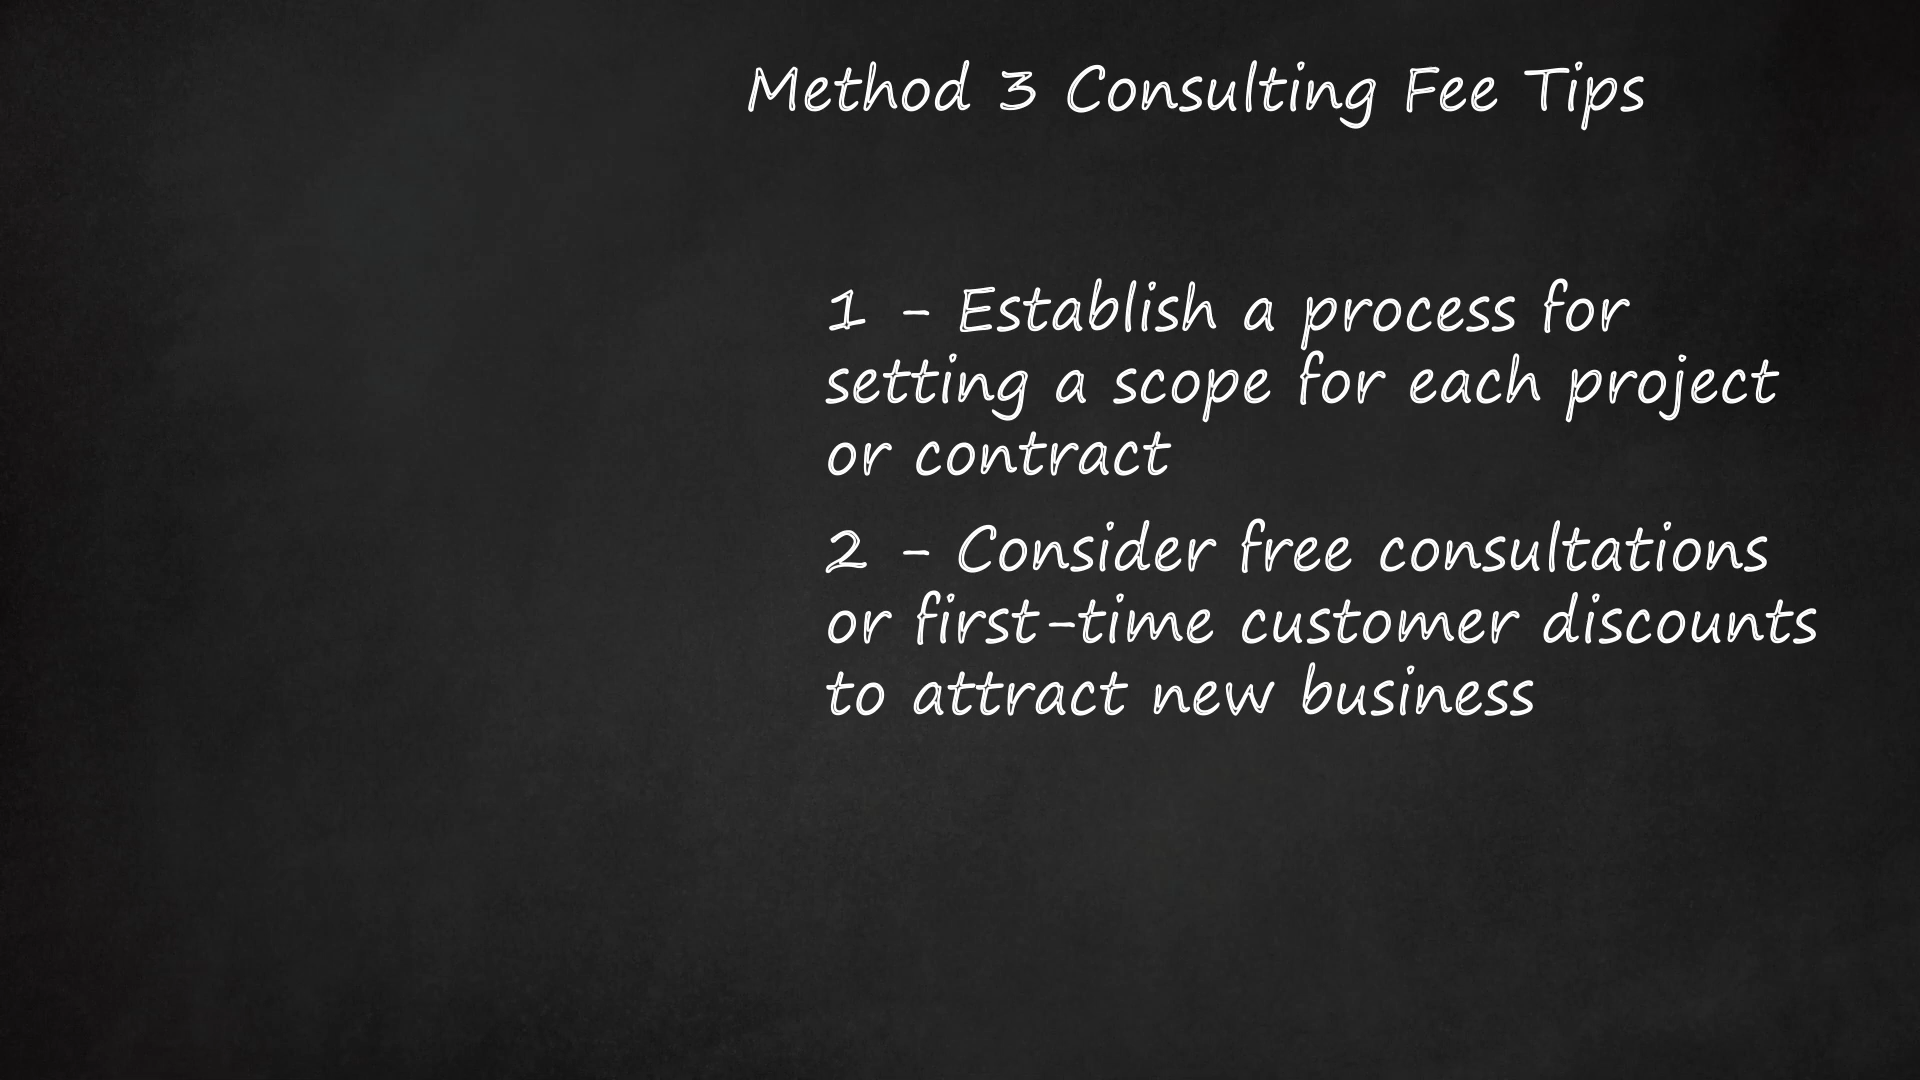 Method 3 Consulting Fee Tips
1 - Establish a process for
setting a scope for each project
or contract
2 - Consider free consultations
or first-time customer discounts
to attract new business